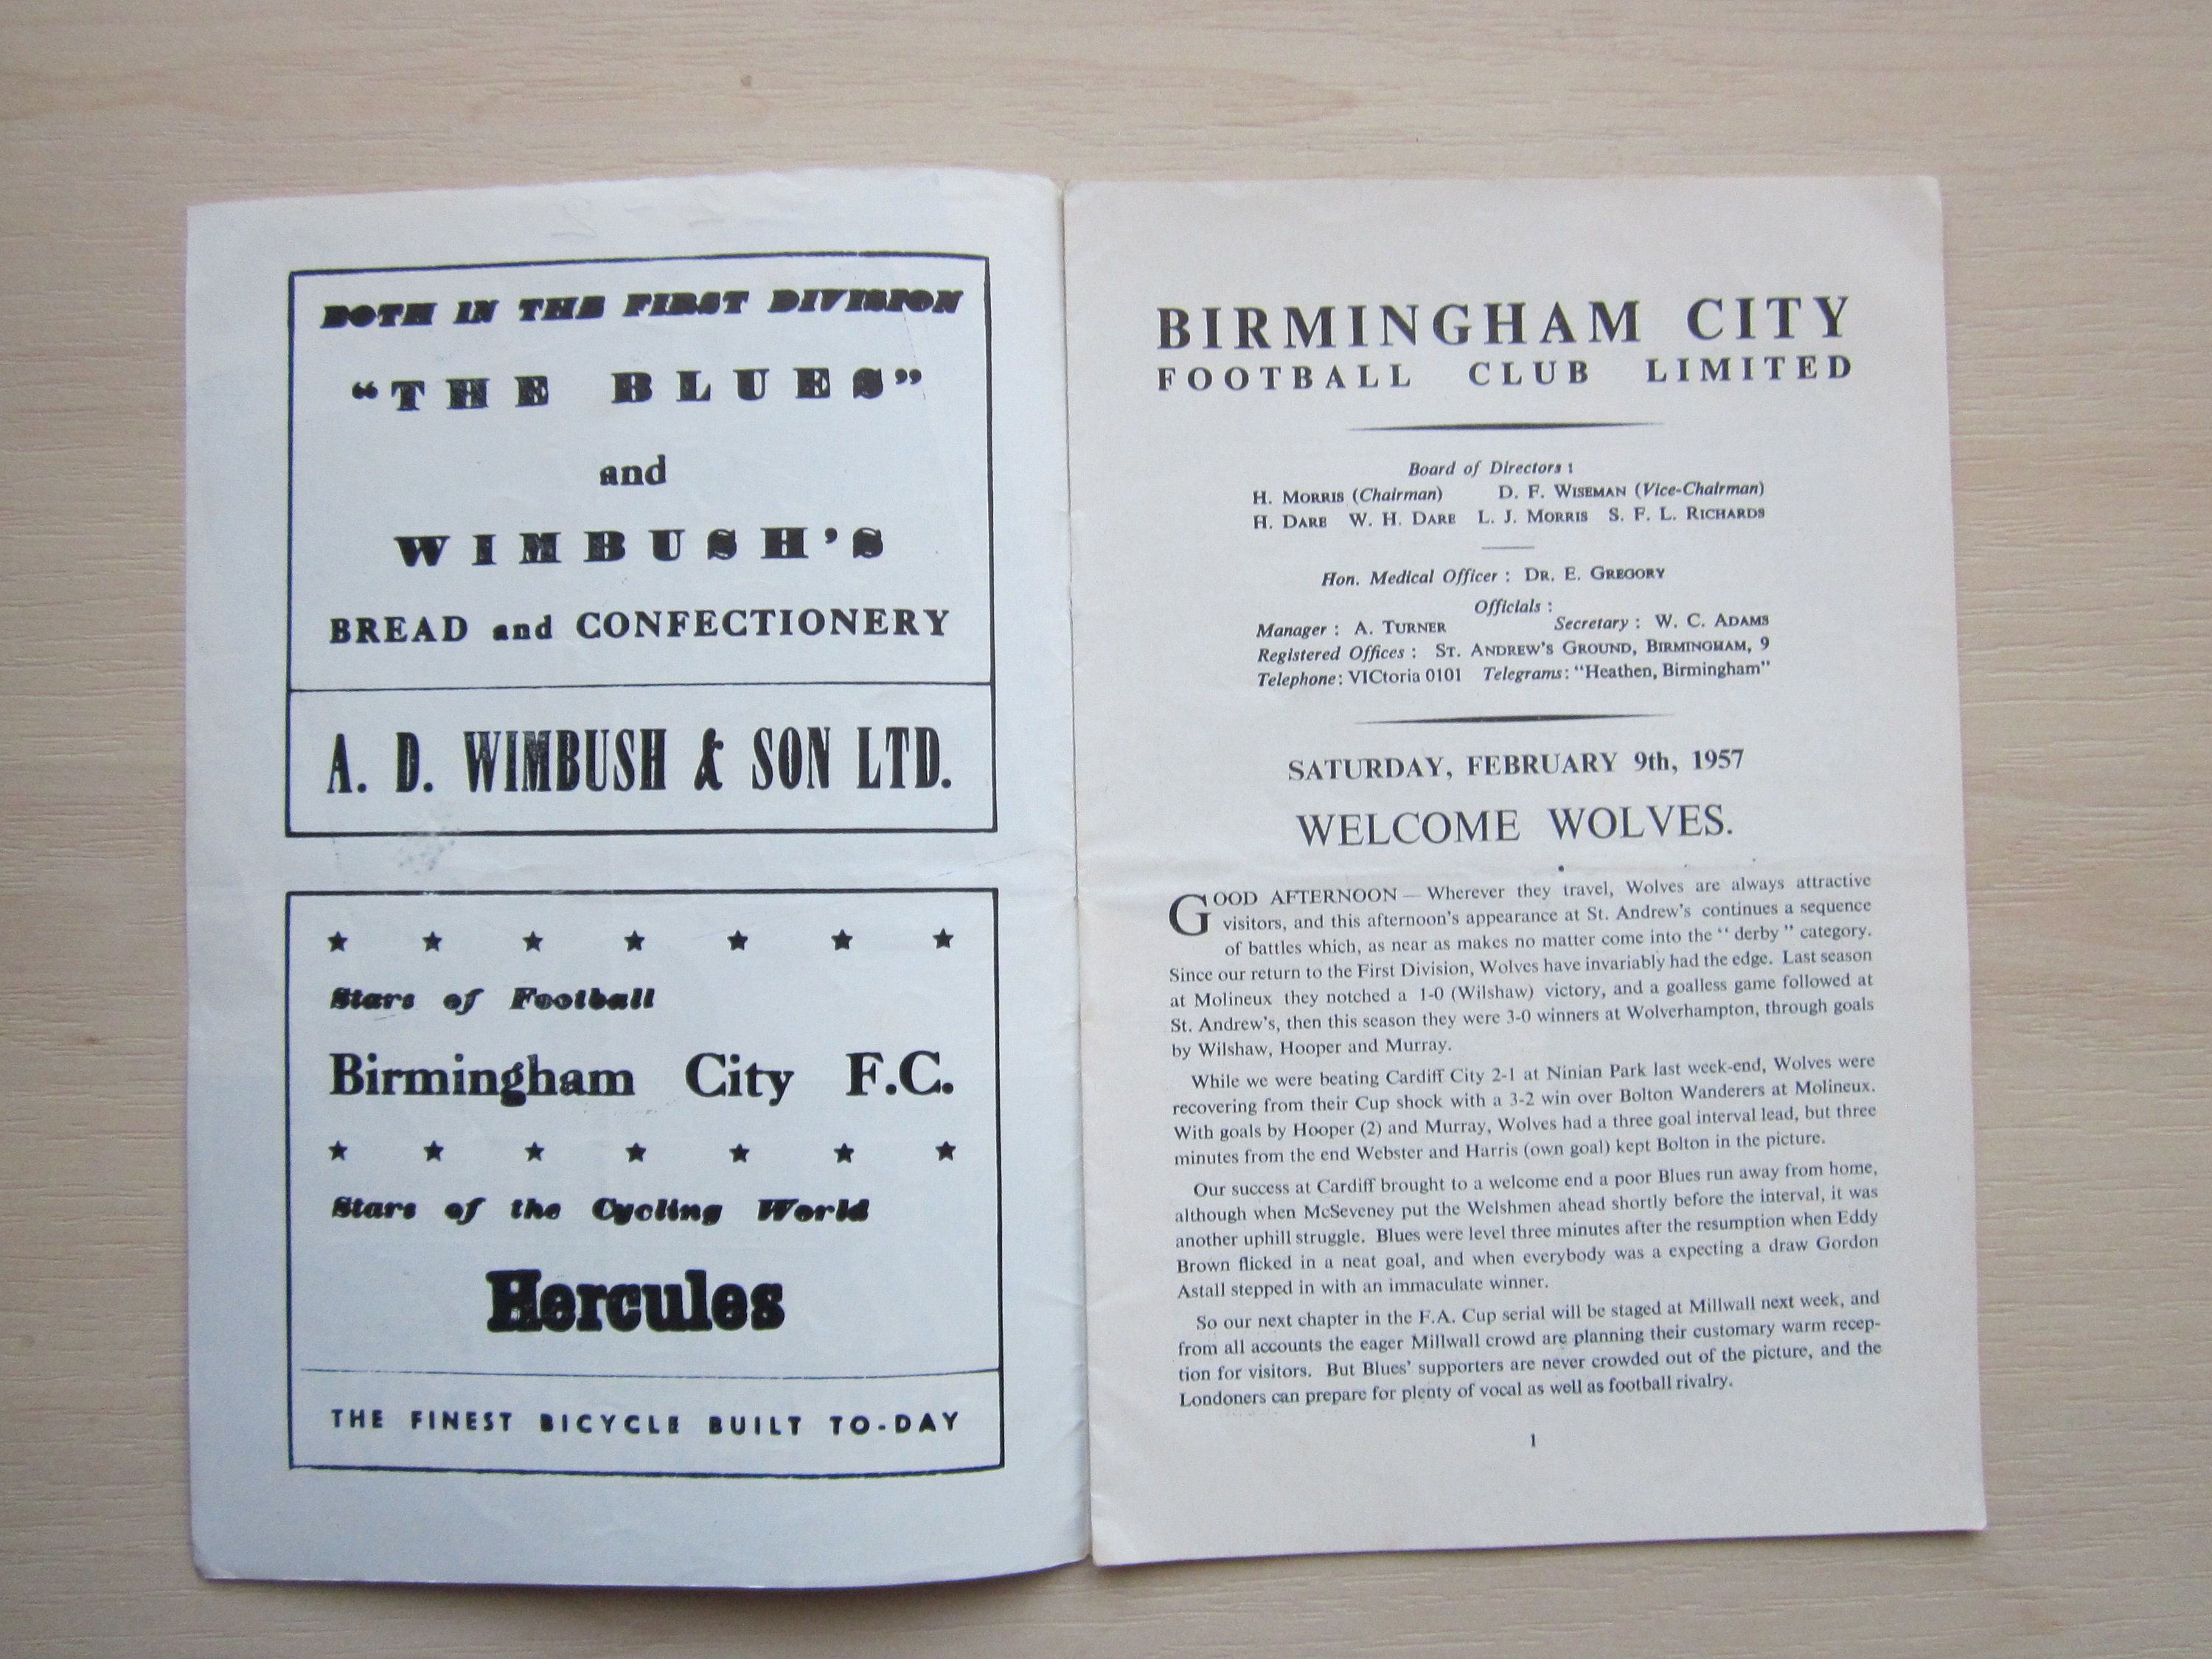 BOTH IN THE FIRST DIVISION
“THE BLUES”
and
WIMBUSH’S
BREAD and CONFECTIONERY
A. D. WIMBUSH & SON LTD.
Stars of Football
Birmingham City F.C.
Stars of the Cycling World
Hercules
THE FINEST BICYCLE BUILT TO-DAY
BIRMINGHAM CITY
FOOTBALL CLUB LIMITED
Board of Directors :
H. MORRIS (Chairman) D. F. WISEMAN (Vice-Chairman)
H. DARE W. H. DARE L. J. MORRIS S. F. L. RICHARDS
Hon. Medical Officer : DR. E. GREGORY
Officials :
Manager : A. TURNER Secretary : W. C. ADAMS
Registered Offices : ST. ANDREW'S GROUND, BIRMINGHAM, 9
Telephone: VICtoria 0101 Telegrams: "Heathen, Birmingham"
SATURDAY, FEBRUARY 9th, 1957
WELCOME WOLVES.
GOOD AFTERNOON — Wherever they travel, Wolves are always attractive
visitors, and this afternoon's appearance at St. Andrew's continues a sequence
of battles which, as near as makes no matter come into the “ derby ” category.
Since our return to the First Division, Wolves have invariably had the edge. Last season
at Molineux they notched a 1-0 (Wilshaw) victory, and a goalless game followed at
St. Andrew's, then this season they were 3-0 winners at Wolverhampton, through goals
by Wilshaw, Hooper and Murray.
While we were beating Cardiff City 2-1 at Ninian Park last week-end, Wolves were
recovering from their Cup shock with a 3-2 win over Bolton Wanderers at Molineux.
With goals by Hooper (2) and Murray, Wolves had a three goal interval lead, but three
minutes from the end Webster and Harris (own goal) kept Bolton in the picture.
Our success at Cardiff brought to a welcome end a poor Blues run away from home,
although when McSeveney put the Welshmen ahead shortly before the interval, it was
another uphill struggle. Blues were level three minutes after the resumption when Eddy
Brown flicked in a neat goal, and when everybody was a expecting a draw Gordon
Astall stepped in with an immaculate winner.
So our next chapter in the F.A. Cup serial will be staged at Millwall next week, and
from all accounts the eager Millwall crowd are planning their customary warm recep-
tion for visitors. But Blues' supporters are never crowded out of the picture, and the
Londoners can prepare for plenty of vocal as well as football rivalry.
1